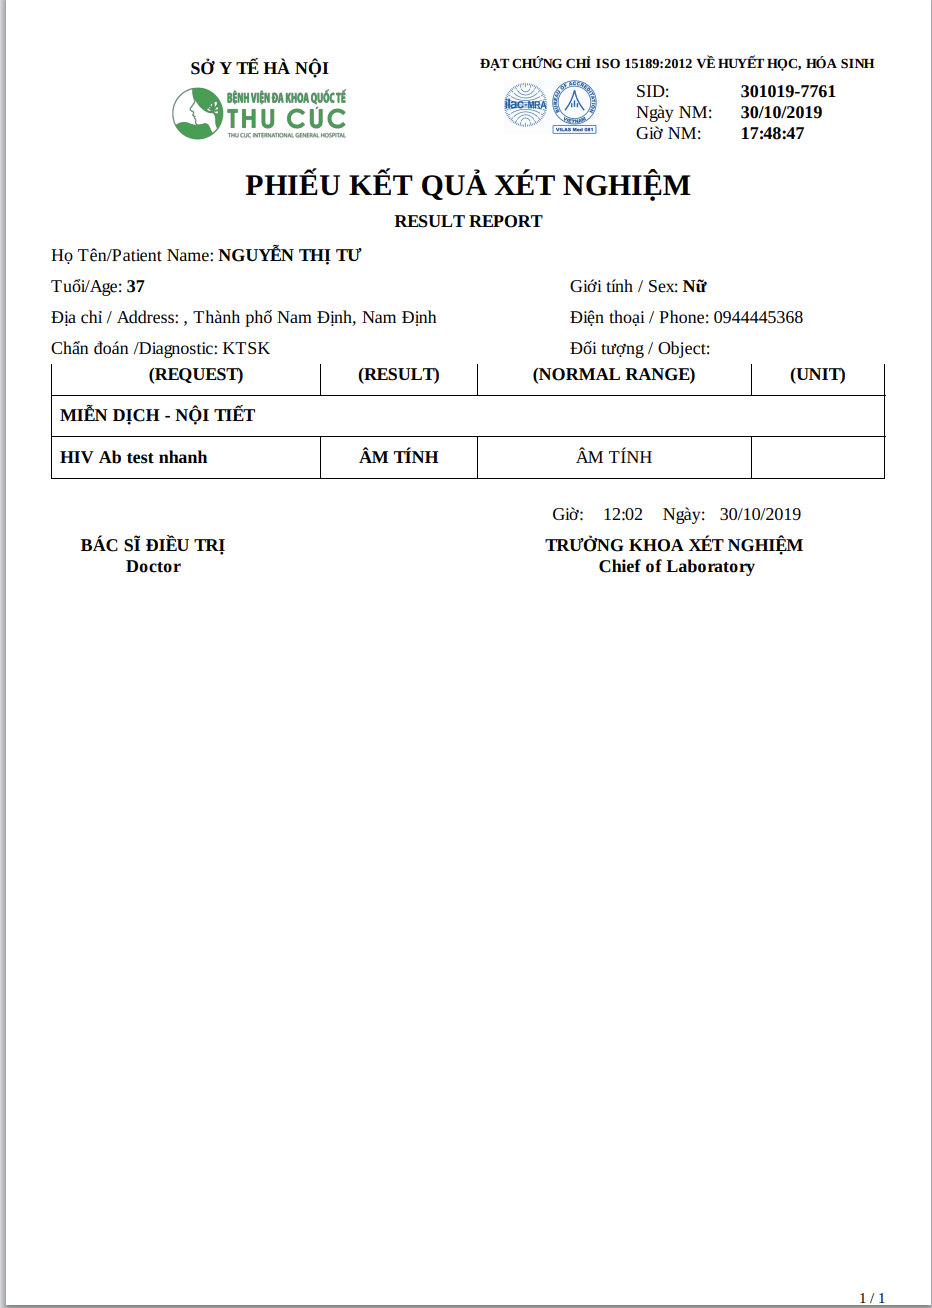 SỞ Y TẾ HÀ NỘI
BỆNH VIỆN ĐA KHOA QUỐC TẾ
THU CÚC
THU CUC INTERNATIONAL GENERAL HOSPITAL
ĐẠT CHỨNG CHỈ ISO 15189:2012 VỀ HUYẾT HỌC, HÓA SINH
ilac-MRA
BUREAU OF ACCREDITATION
VIETNAM
VILAS Med 081
SID: 301019-7761
Ngày NM: 30/10/2019
Giờ NM: 17:48:47
PHIẾU KẾT QUẢ XÉT NGHIỆM
RESULT REPORT
Họ Tên/Patient Name: NGUYỄN THỊ TƯ
Tuổi/Age: 37 Giới tính / Sex: Nữ
Địa chỉ / Address: , Thành phố Nam Định, Nam Định Điện thoại / Phone: 0944445368
Chẩn đoán /Diagnostic: KTSK Đối tượng / Object:
(REQUEST) (RESULT) (NORMAL RANGE) (UNIT)
MIỄN DỊCH - NỘI TIẾT
HIV Ab test nhanh ÂM TÍNH ÂM TÍNH
Giờ: 12:02 Ngày: 30/10/2019
BÁC SĨ ĐIỀU TRỊ TRƯỞNG KHOA XÉT NGHIỆM
Doctor Chief of Laboratory
1 / 1